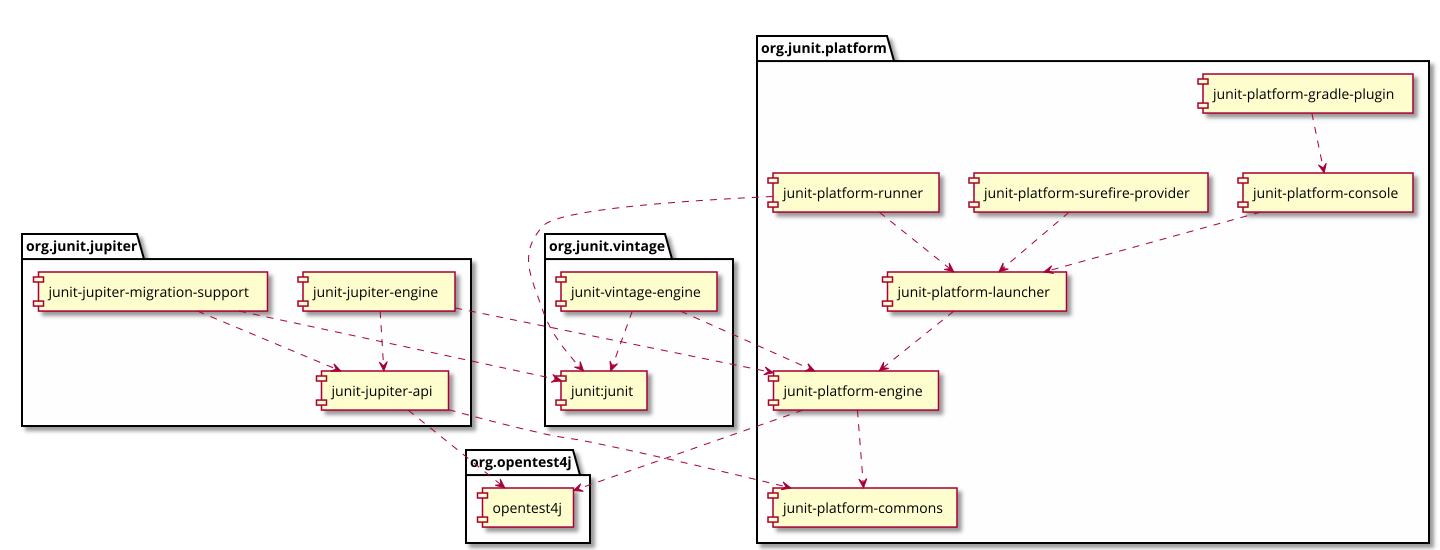 org.junit.platform
junit-platform-gradle-plugin
junit-platform-runner
junit-platform-surefire-provider
junit-platform-console
org.junit.jupiter
org.junit.vintage
junit-jupiter-migration-support
junit-jupiter-engine
junit-vintage-engine
junit-platform-launcher
junit-jupiter-api
junit:junit
junit-platform-engine
org.opentest4j
opentest4j
junit-platform-commons